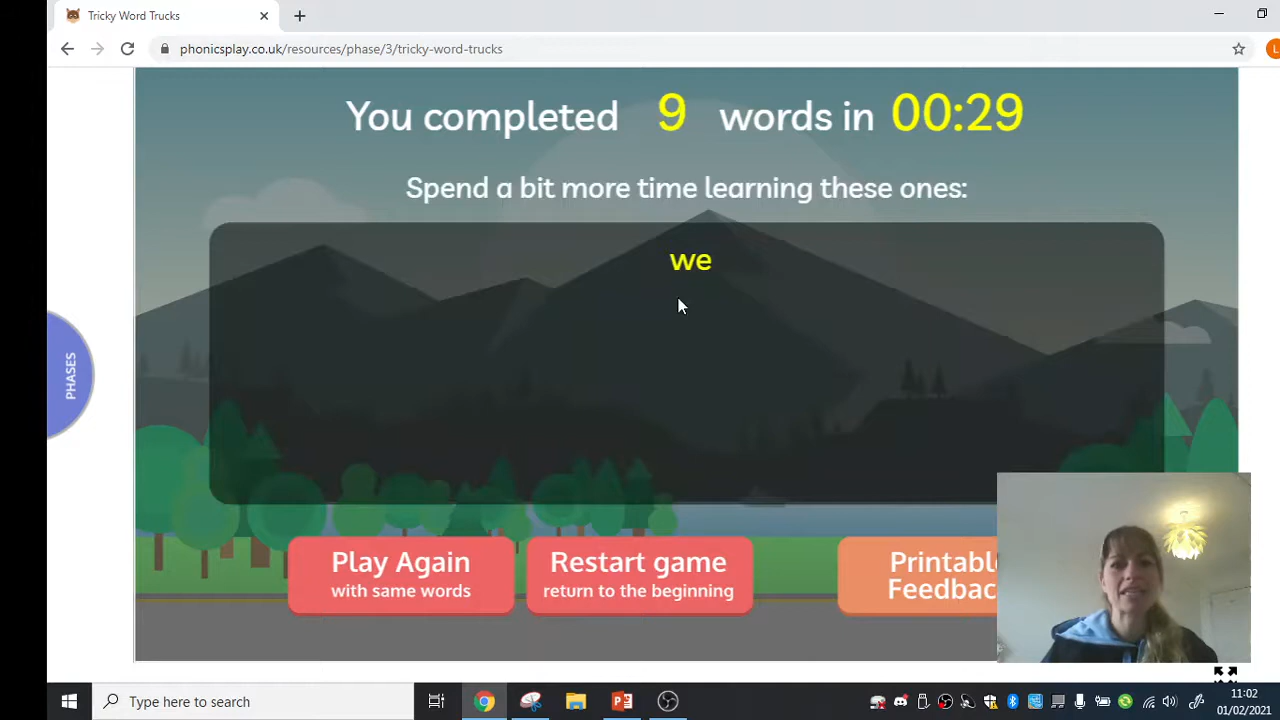 Tricky Word Trucks
phonicsplay.co.uk/resources/phase/3/tricky-word-trucks
L
You completed 9 words in 00:29
Spend a bit more time learning these ones:
we
PHASES
Play Again
with same words
Restart game
return to the beginning
Printabl
Feedbac
Type here to search
11:02
01/02/2021